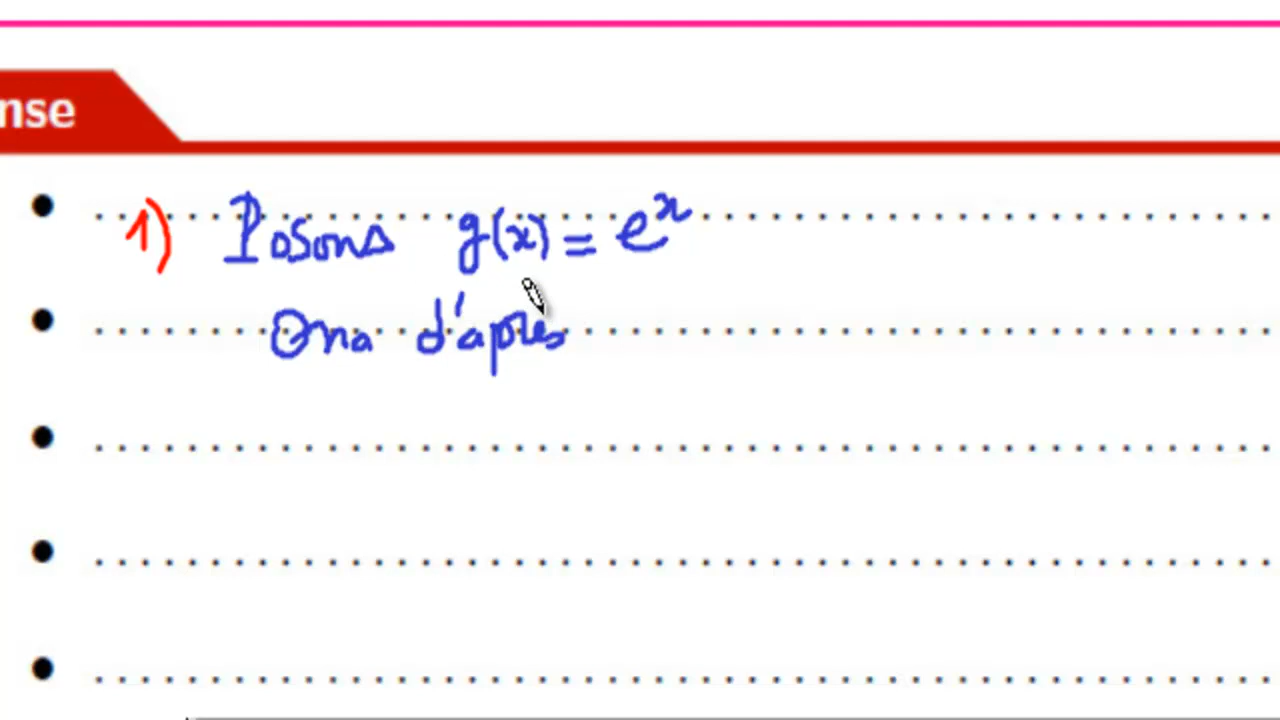 nse
1) Posons g(x) = e^x
On a d'après